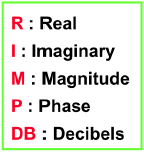 R : Real
I : Imaginary
M : Magnitude
P : Phase
DB : Decibels